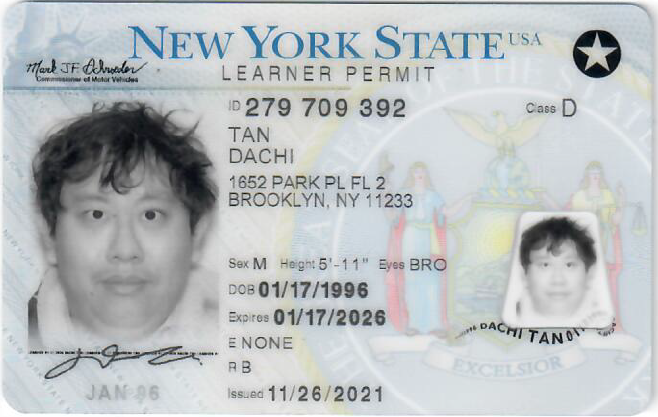 NEW YORK STATE USA
Mark J.F. Schroeder
Commissioner of Motor Vehicles
LEARNER PERMIT
ID 279 709 392 Class D
TAN
DACHI
1652 PARK PL FL 2
BROOKLYN, NY 11233
Sex M Height 5'-11" Eyes BRO
DOB 01/17/1996
Expires 01/17/2026
E NONE
R B
Issued 11/26/2021
JAN 96
DACHI TAN 01
EXCELSIOR